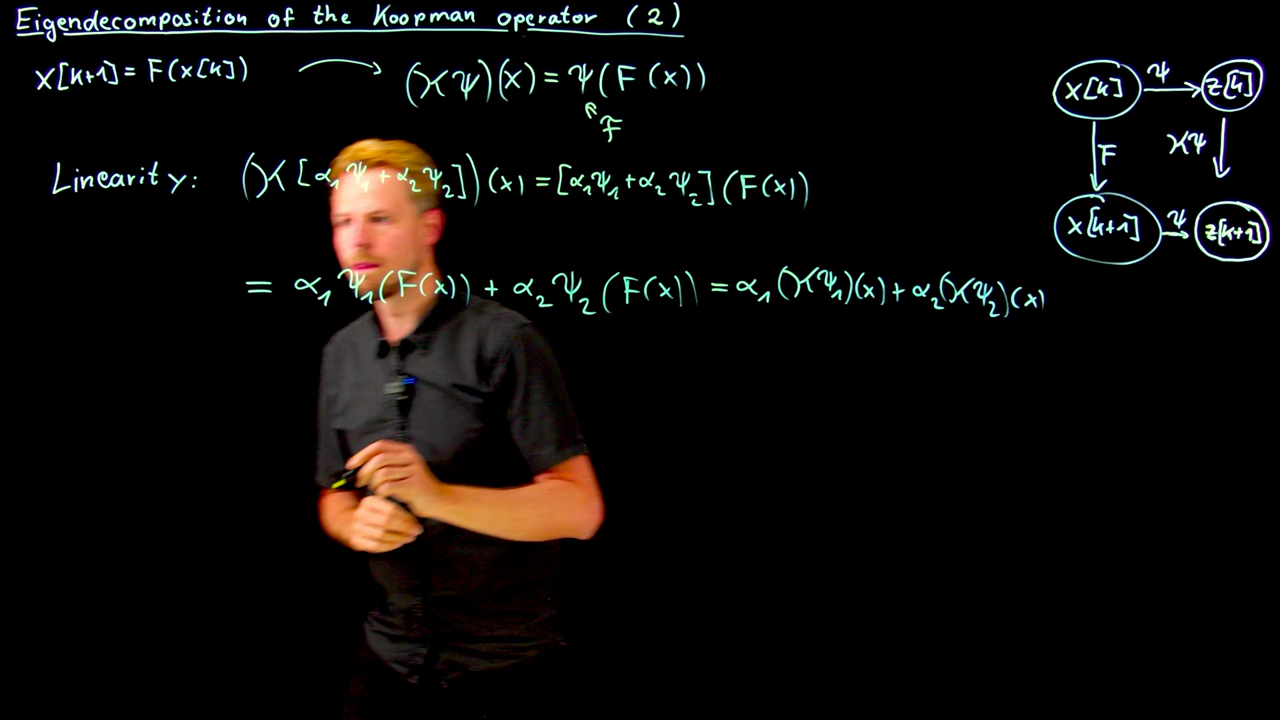 Eigendecomposition of the Koopman operator (2)
x[k+1] = F(x[k]) → (𝒦ψ)(x) = ψ(F(x))
↖ ℱ
Linearity: (𝒦[α₁ψ₁+α₂ψ₂])(x) = [α₁ψ₁+α₂ψ₂](F(x))
= α₁ψ₁(F(x)) + α₂ψ₂(F(x)) = α₁(𝒦ψ₁)(x) + α₂(𝒦ψ₂)(x)
x[k] ψ z[k]
F 𝒦ψ
x[k+1] ψ z[k+1]